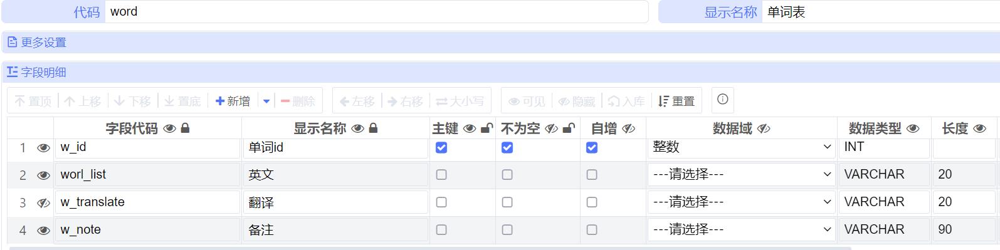 代码 word 显示名称 单词表
更多设置
字段明细
置顶 上移 下移 置底 新增 删除 左移 右移 大小写 可见 隐藏 入库 重置
字段代码 显示名称 主键 不为空 自增 数据域 数据类型 长度
1 w_id 单词id 整数 INT
2 worl_list 英文 ---请选择--- VARCHAR 20
3 w_translate 翻译 ---请选择--- VARCHAR 20
4 w_note 备注 ---请选择--- VARCHAR 90